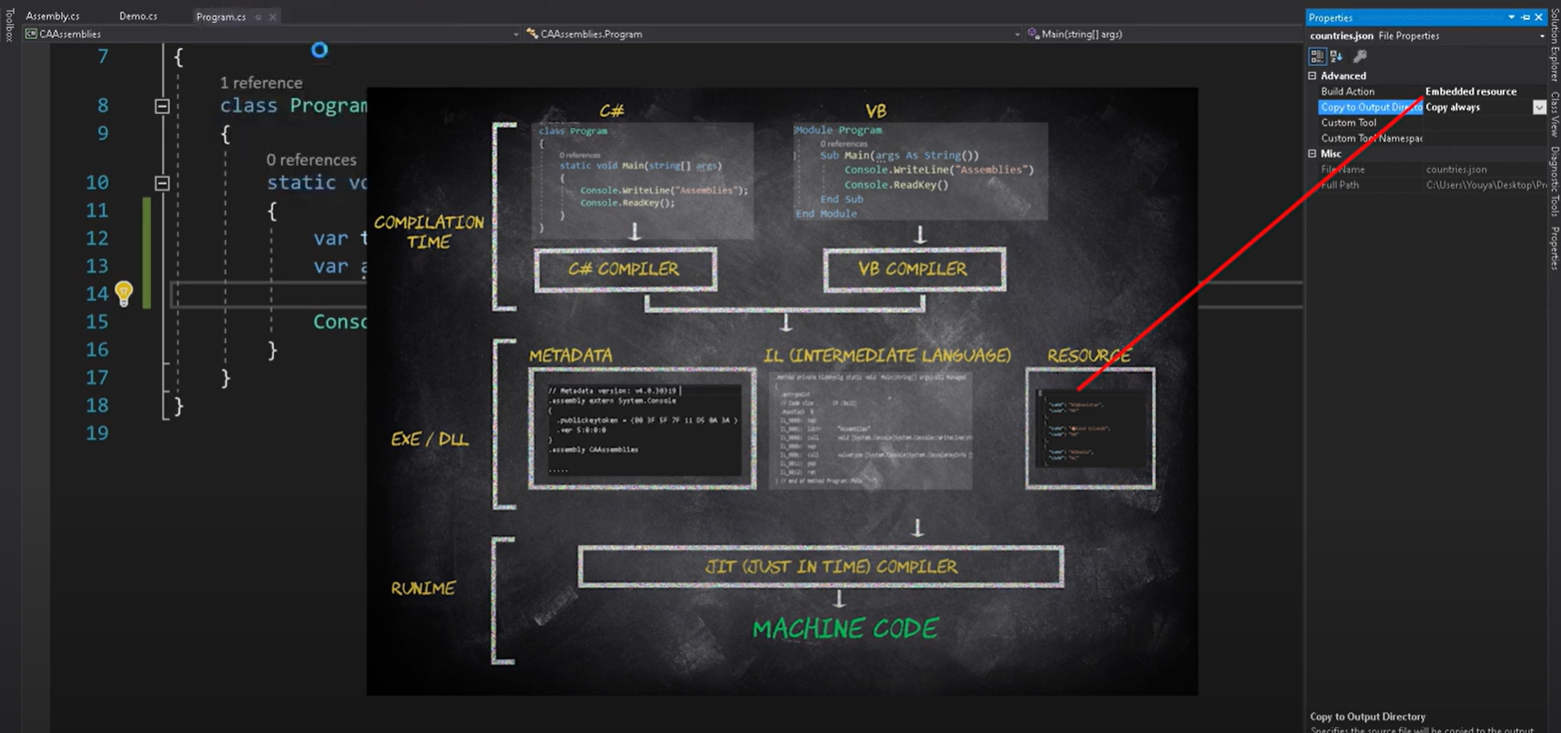 Toolbox
Assembly.cs
Demo.cs
Program.cs
CAAssemblies
CAAssemblies.Program
Main(string[] args)
7 {
1 reference
8 class Program
9 {
0 references
10 static
11 {
12 var
13 var
14
15
16 }
17 }
18 }
19
COMPILATION
TIME
C#
class Program
{
0 references
static void Main(string[] args)
{
Console.WriteLine("Assemblies");
Console.ReadKey();
}
}
VB
Module Program
0 references
Sub Main(args As String())
Console.WriteLine("Assemblies")
Console.ReadKey()
End Sub
End Module
C# COMPILER
VB COMPILER
EXE / DLL
METADATA
// Metadata version: v4.0.30319
.assembly extern System.Console
{
.publickeytoken = (B0 3F 5F 7F 11 D5 0A 3A )
.ver 5:0:0:0
}
.assembly CAAssemblies
.....
IL (INTERMEDIATE LANGUAGE)
RESOURCE
RUNIME
JIT (JUST IN TIME) COMPILER
MACHINE CODE
Properties
countries.json File Properties
Advanced
Build Action Embedded resource
Copy to Output Directo Copy always
Custom Tool
Custom Tool Namespac
Misc
File Name countries.json
Full Path C:\Users\Youya\Desktop\Pr
Copy to Output Directory
Specifies the source file will be copied to the output
Solution Explorer
Class View
Diagnostic Tools
Properties